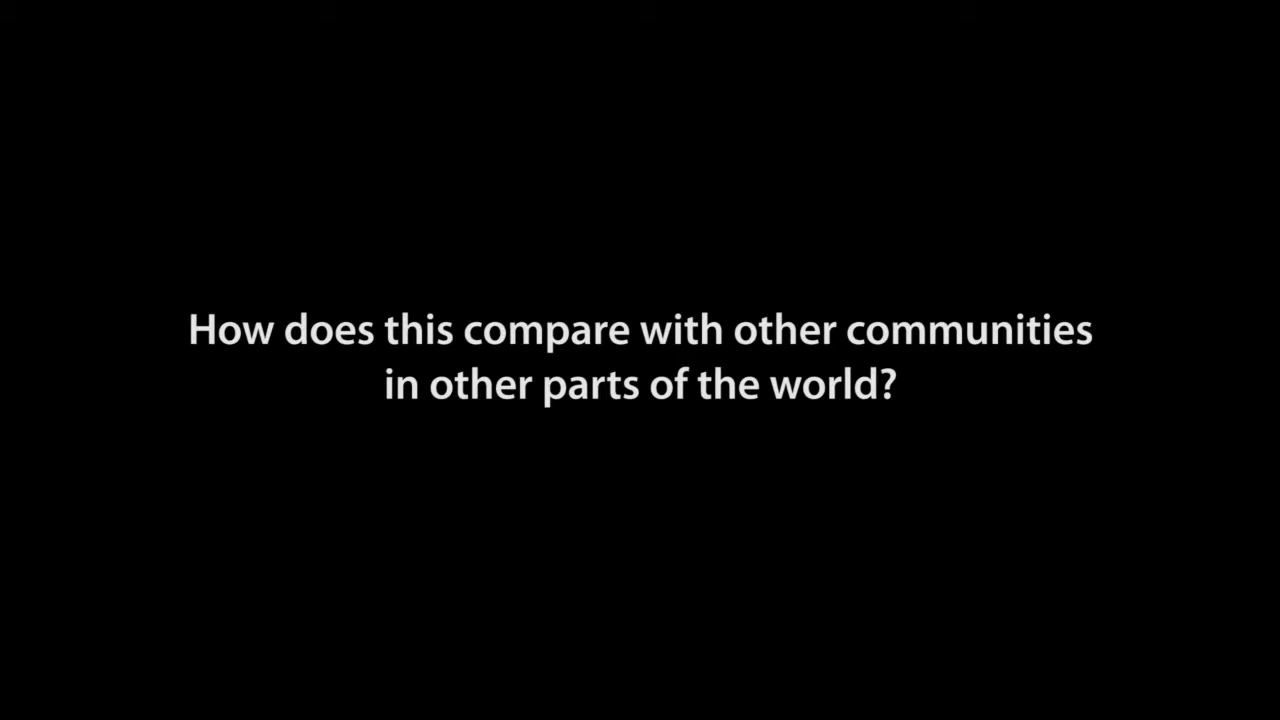 How does this compare with other communities
in other parts of the world?